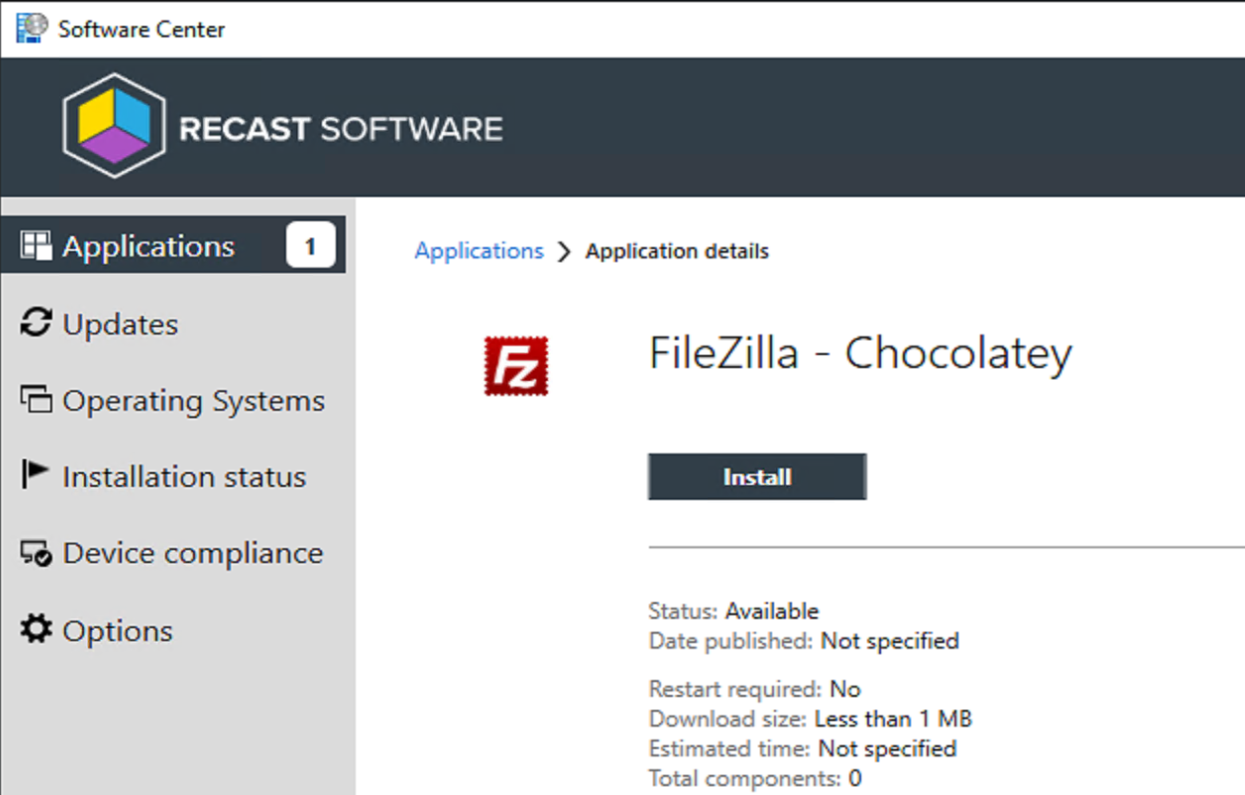 Software Center
RECAST SOFTWARE
Applications 1
Updates
Operating Systems
Installation status
Device compliance
Options
Applications > Application details
Fz
FileZilla - Chocolatey
Install
Status: Available
Date published: Not specified
Restart required: No
Download size: Less than 1 MB
Estimated time: Not specified
Total components: 0